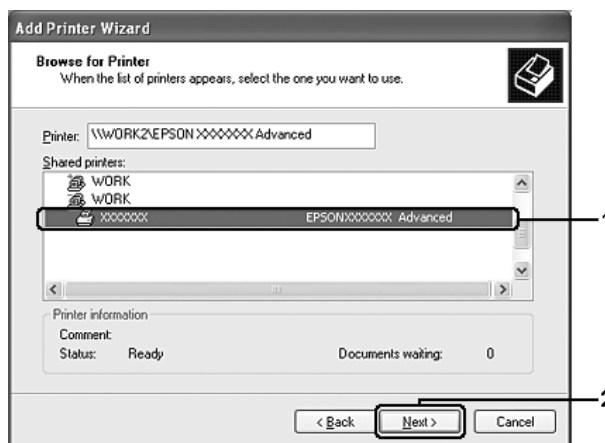 Add Printer Wizard
Browse for Printer
When the list of printers appears, select the one you want to use.
Printer: \\WORK2\EPSON XXXXXXX Advanced
Shared printers:
WORK
WORK
XXXXXXX EPSONXXXXXXX Advanced
1
Printer information
Comment:
Status: Ready Documents waiting: 0
2
< Back Next > Cancel